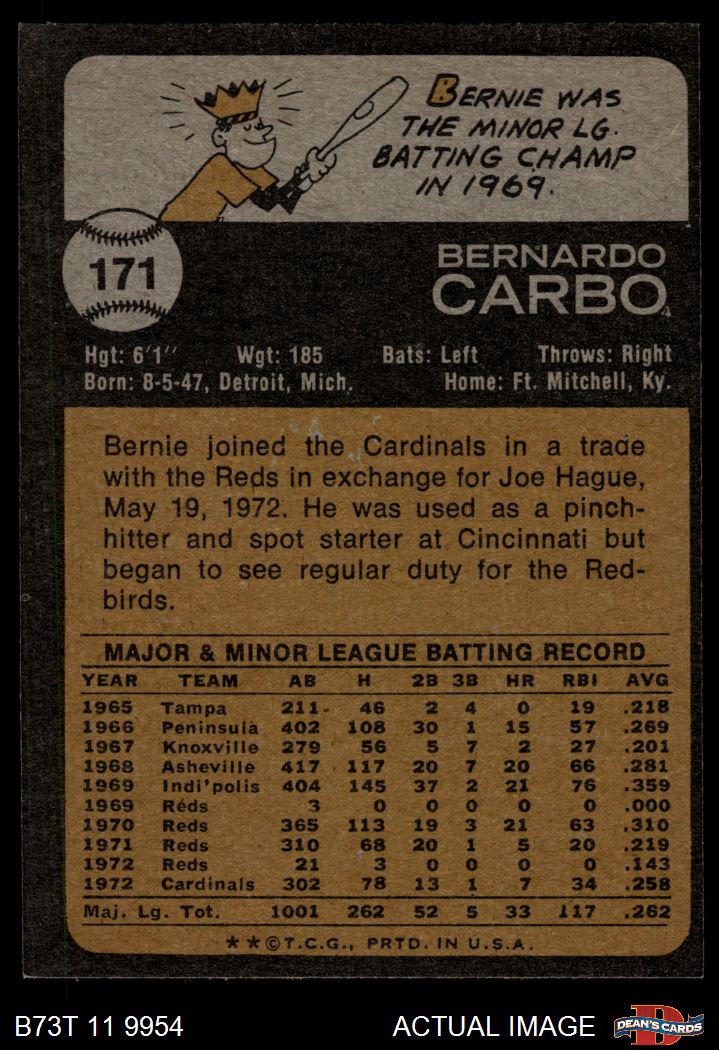 BERNIE WAS
THE MINOR LG.
BATTING CHAMP
IN 1969.
171
BERNARDO
CARBO
Hgt: 6'1" Wgt: 185 Bats: Left Throws: Right
Born: 8-5-47, Detroit, Mich. Home: Ft. Mitchell, Ky.
Bernie joined the Cardinals in a trade
with the Reds in exchange for Joe Hague,
May 19, 1972. He was used as a pinch-
hitter and spot starter at Cincinnati but
began to see regular duty for the Red-
birds.
MAJOR & MINOR LEAGUE BATTING RECORD
YEAR TEAM AB H 2B 3B HR RBI AVG
1965 Tampa 211 46 2 4 0 19 .218
1966 Peninsula 402 108 30 1 15 57 .269
1967 Knoxville 279 56 5 7 2 27 .201
1968 Asheville 417 117 20 7 20 66 .281
1969 Indi'polis 404 145 37 2 21 76 .359
1969 Reds 3 0 0 0 0 0 .000
1970 Reds 365 113 19 3 21 63 .310
1971 Reds 310 68 20 1 5 20 .219
1972 Reds 21 3 0 0 0 0 .143
1972 Cardinals 302 78 13 1 7 34 .258
Maj. Lg. Tot. 1001 262 52 5 33 117 .262
**©T.C.G., PRTD. IN U.S.A.
B73T 11 9954 ACTUAL IMAGE DEAN'S CARDS